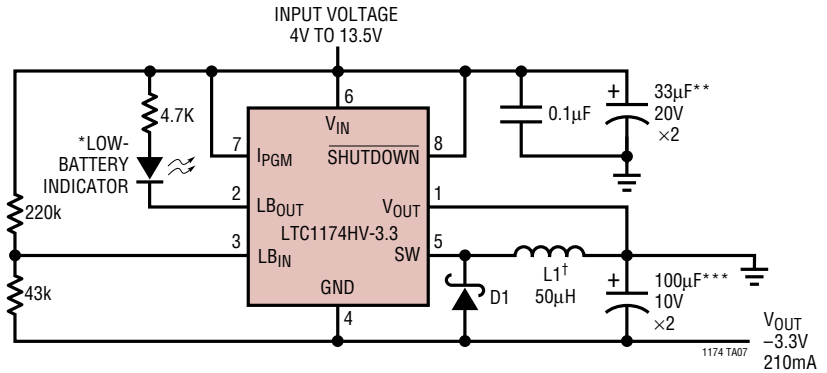 INPUT VOLTAGE
4V TO 13.5V
4.7K
*LOW-
BATTERY
INDICATOR
220k
43k
6
VIN
7
IPGM
SHUTDOWN
8
2
LBOUT
VOUT
1
LTC1174HV-3.3
3
LBIN
SW
5
GND
4
0.1µF
+
33µF**
20V
×2
D1
L1†
50µH
+
100µF***
10V
×2
1174 TA07
VOUT
–3.3V
210mA